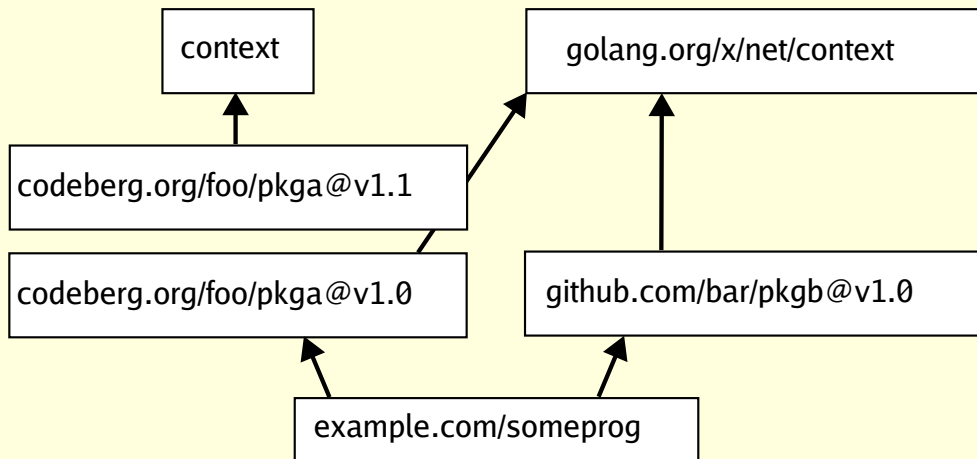 context
golang.org/x/net/context
codeberg.org/foo/pkga@v1.1
codeberg.org/foo/pkga@v1.0
github.com/bar/pkgb@v1.0
example.com/someprog